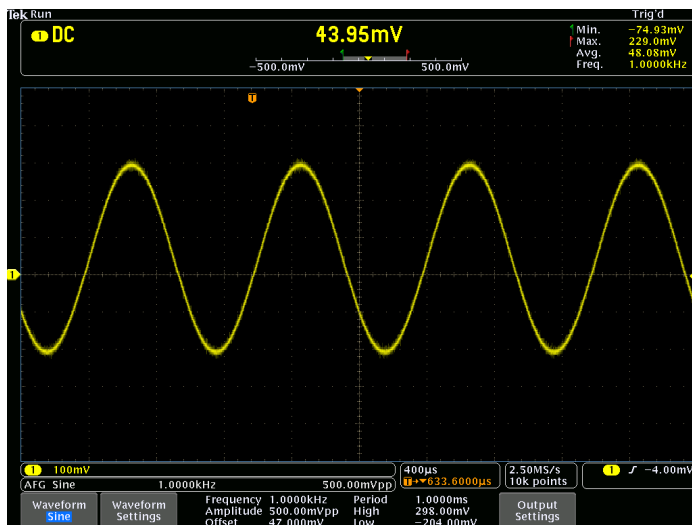 Tek Run Trig'd
1 DC 43.95mV
Min. −74.93mV
Max. 229.0mV
Avg. 48.08mV
Freq. 1.0000kHz
−500.0mV 500.0mV
T
1
1 100mV
AFG Sine 1.0000kHz 500.00mVpp
400µs
T→▼633.6000µs
2.50MS/s
10k points
1 −4.00mV
Waveform
Sine
Waveform
Settings
Frequency 1.0000kHz Period 1.0000ms
Amplitude 500.00mVpp High 298.00mV
Offset 47.000mV Low −204.00mV
Output
Settings